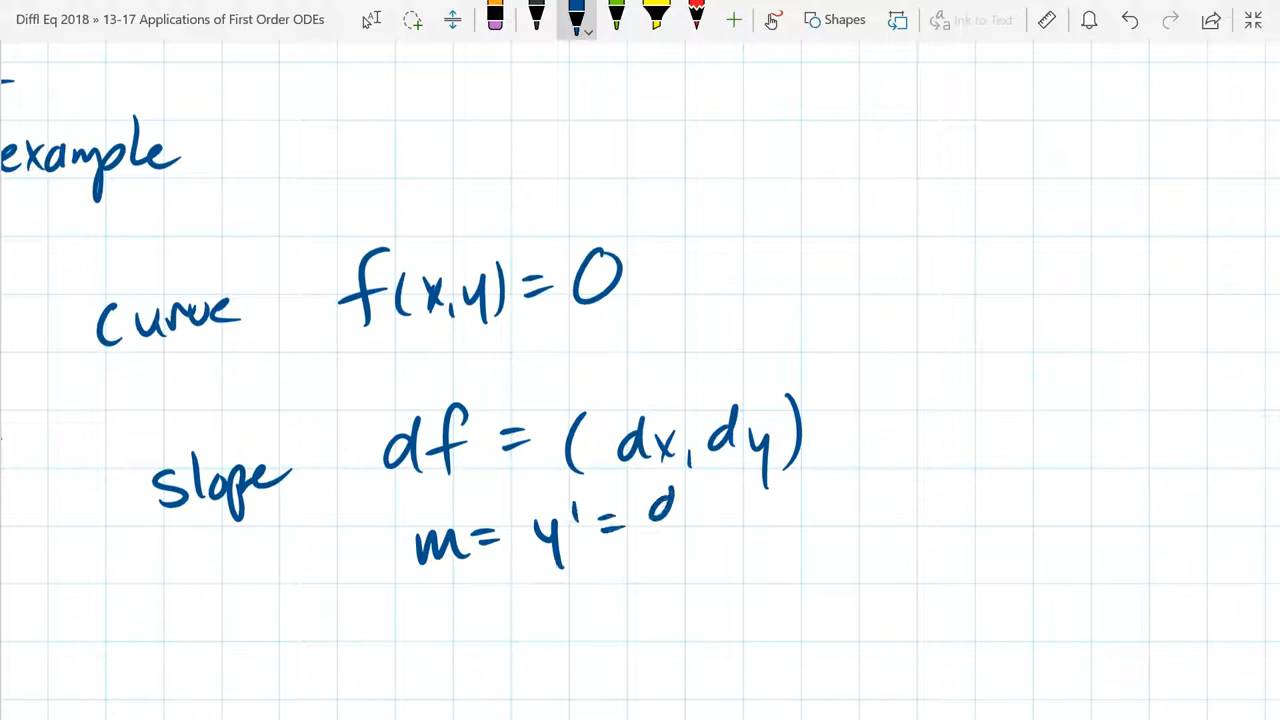 Diffl Eq 2018 » 13-17 Applications of First Order ODEs
Shapes
Ink to Text
example
curve f(x,y) = 0
slope df = (dx, dy)
m = y' = d